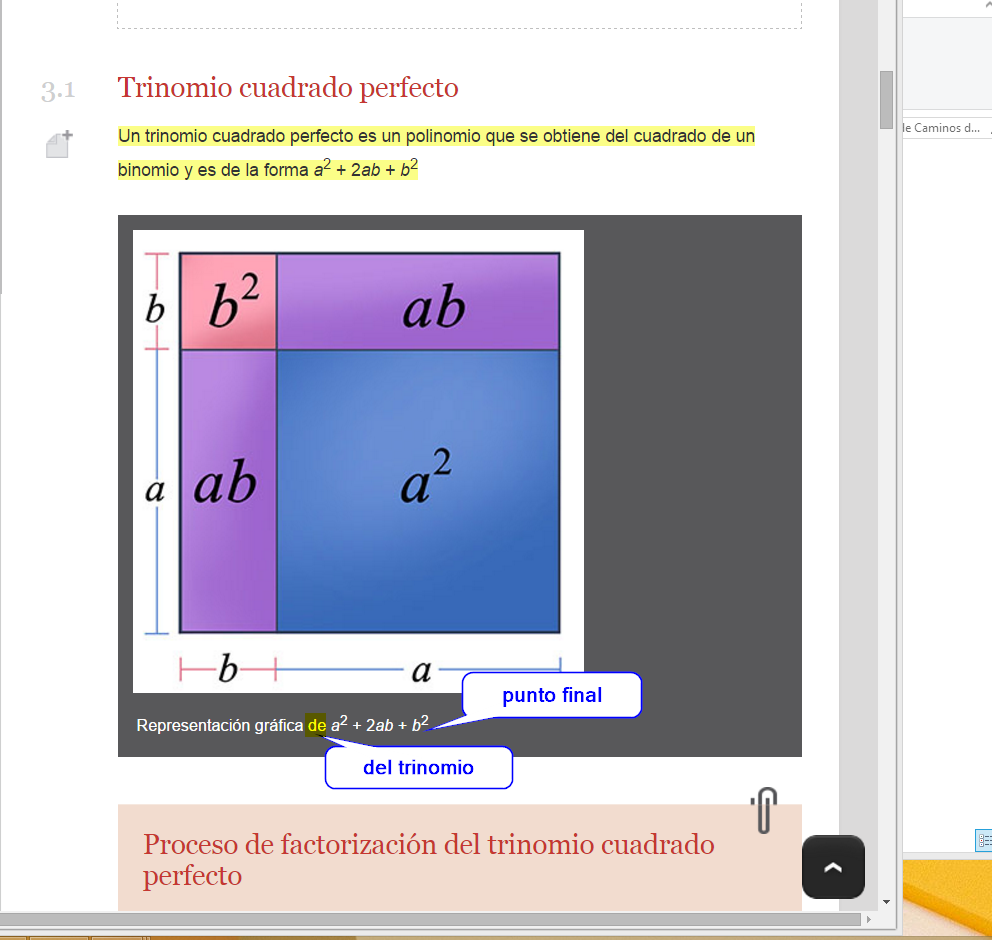 3.1 Trinomio cuadrado perfecto
Un trinomio cuadrado perfecto es un polinomio que se obtiene del cuadrado de un
binomio y es de la forma a² + 2ab + b²
de Caminos d...
b b² ab
a ab a²
b a
punto final
Representación gráfica de a² + 2ab + b²
del trinomio
Proceso de factorización del trinomio cuadrado
perfecto